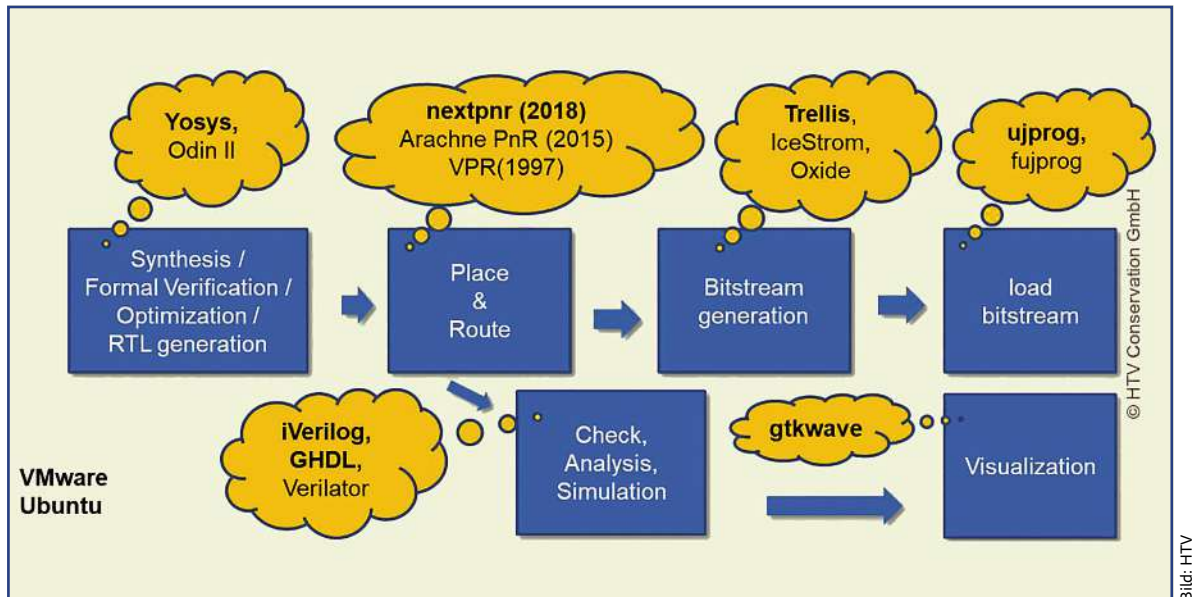 Yosys,
Odin II
nextpnr (2018)
Arachne PnR (2015)
VPR(1997)
Trellis,
IceStrom,
Oxide
ujprog,
fujprog
Synthesis /
Formal Verification /
Optimization /
RTL generation
Place
&
Route
Bitstream
generation
load
bitstream
iVerilog,
GHDL,
Verilator
Check,
Analysis,
Simulation
gtkwave
Visualization
VMware
Ubuntu
© HTV Conservation GmbH
Bild: HTV